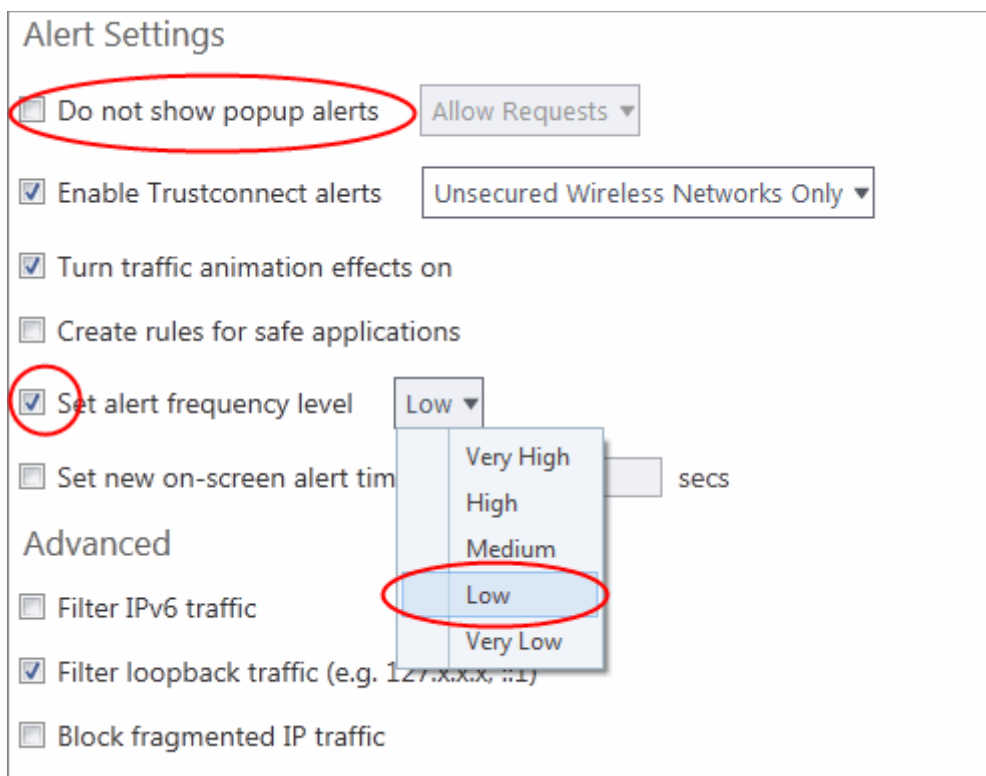 Alert Settings
Do not show popup alerts Allow Requests
Enable Trustconnect alerts Unsecured Wireless Networks Only
Turn traffic animation effects on
Create rules for safe applications
Set alert frequency level Low
Very High
Set new on-screen alert tim secs
High
Medium
Advanced
Low
Filter IPv6 traffic
Very Low
Filter loopback traffic (e.g. 127.x.x.x, ::1)
Block fragmented IP traffic